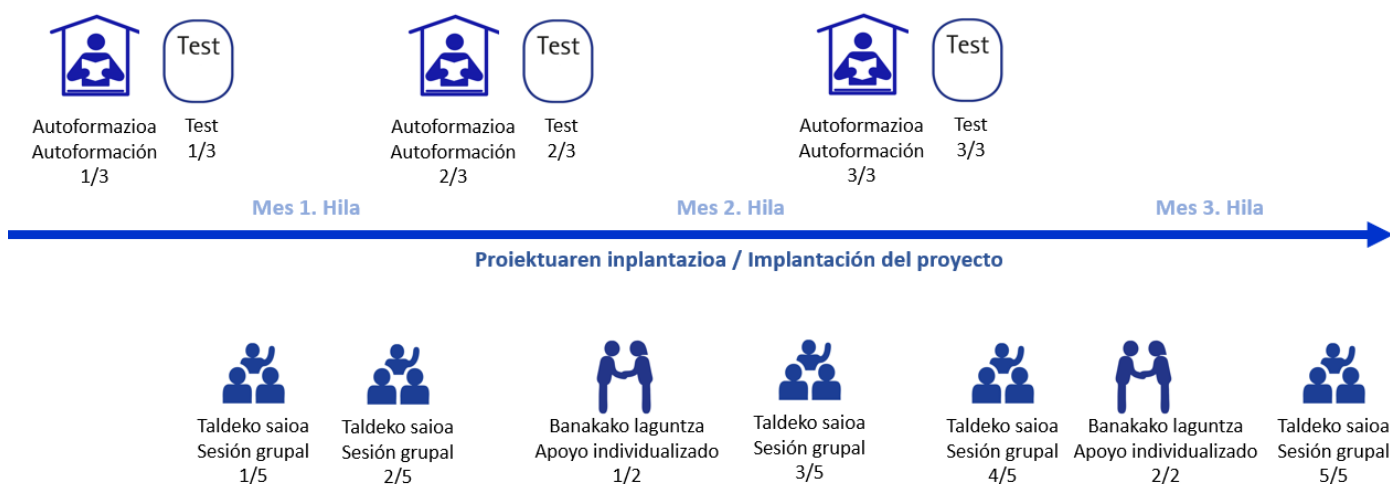 Test
Autoformazioa
Autoformación
1/3
Test
1/3
Test
Autoformazioa
Autoformación
2/3
Test
2/3
Test
Autoformazioa
Autoformación
3/3
Test
3/3
Mes 1. Hila
Mes 2. Hila
Mes 3. Hila
Proiektuaren inplantazioa / Implantación del proyecto
Taldeko saioa
Sesión grupal
1/5
Taldeko saioa
Sesión grupal
2/5
Banakako laguntza
Apoyo individualizado
1/2
Taldeko saioa
Sesión grupal
3/5
Taldeko saioa
Sesión grupal
4/5
Banakako laguntza
Apoyo individualizado
2/2
Taldeko saioa
Sesión grupal
5/5